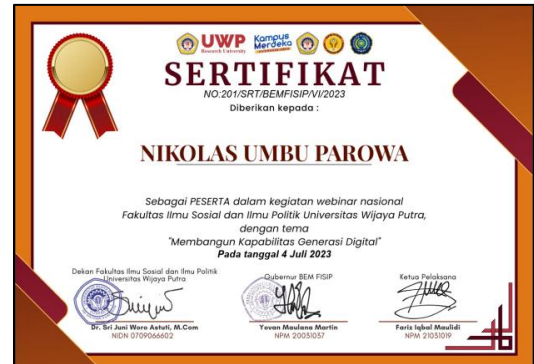 UWP Kampus
Research University Merdeka
SERTIFIKAT
NO:201/SRT/BEMFISIP/VI/2023
Diberikan kepada :
NIKOLAS UMBU PAROWA
Sebagai PESERTA dalam kegiatan webinar nasional
Fakultas Ilmu Sosial dan Ilmu Politik Universitas Wijaya Putra,
dengan tema
"Membangun Kapabilitas Generasi Digital"
Pada tanggal 4 Juli 2023
Dekan Fakultas Ilmu Sosial dan Ilmu Politik
Universitas Wijaya Putra
Dr. Sri Juni Woro Astuti, M.Com
NIDN 0709066602
Gubernur BEM FISIP
Yovan Maulana Martin
NPM 20031037
Ketua Pelaksana
Fariz Iqbal Maulidi
NPM 21031019